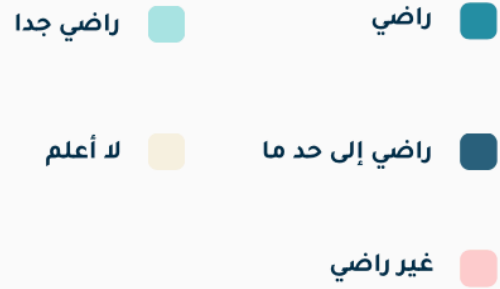 راضي
راضي جدا
راضي إلى حد ما
لا أعلم
غير راضي